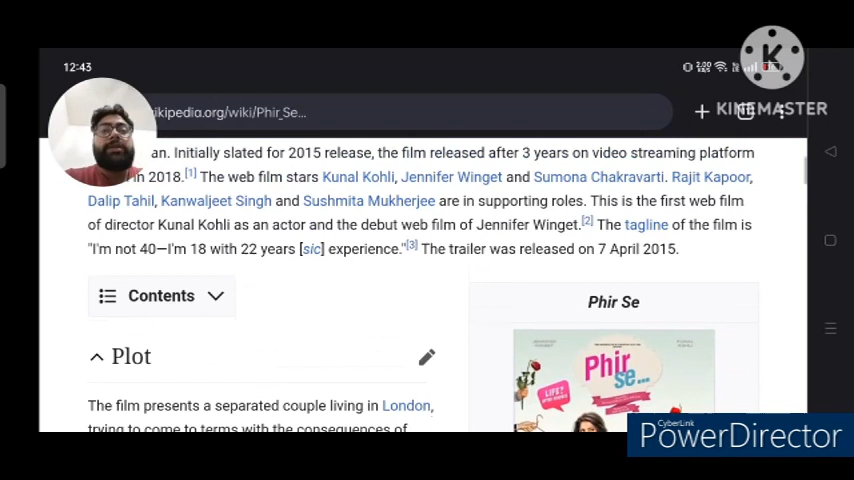 12:43
2.00
KB/S
K
KINEMASTER
ikipedia.org/wiki/Phir_Se...
an. Initially slated for 2015 release, the film released after 3 years on video streaming platform
in 2018.[1] The web film stars Kunal Kohli, Jennifer Winget and Sumona Chakravarti. Rajit Kapoor,
Dalip Tahil, Kanwaljeet Singh and Sushmita Mukherjee are in supporting roles. This is the first web film
of director Kunal Kohli as an actor and the debut web film of Jennifer Winget.[2] The tagline of the film is
"I'm not 40—I'm 18 with 22 years [sic] experience."[3] The trailer was released on 7 April 2015.
Contents
Phir Se
Plot
Phir
se...
LIFE?
The film presents a separated couple living in London,
trying to come to terms with the consequences of
CyberLink
PowerDirector